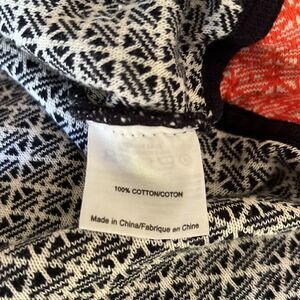 100% COTTON/COTON
Made in China/Fabrique en Chine